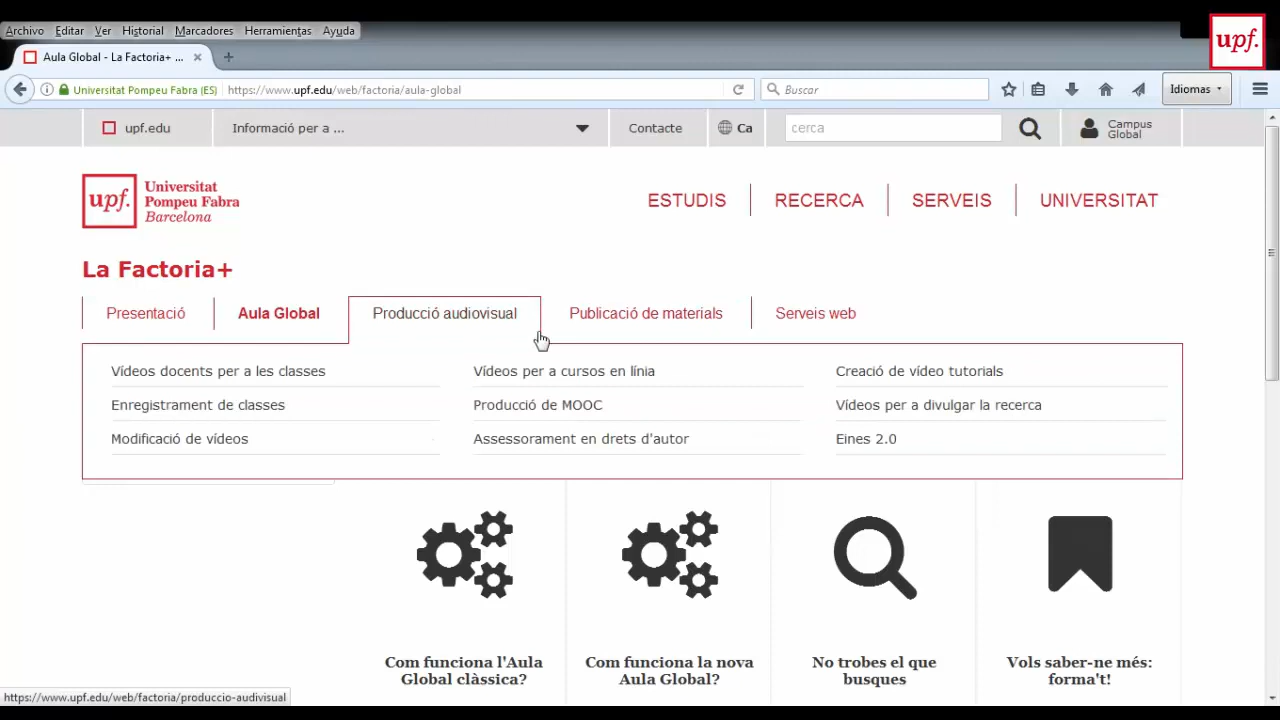 Archivo Editar Ver Historial Marcadores Herramientas Ayuda
upf.
Aula Global - La Factoria+ ...
Universitat Pompeu Fabra (ES) https://www.upf.edu/web/factoria/aula-global Buscar Idiomas
upf.edu Informació per a ... Contacte Ca cerca Campus Global
upf. Universitat Pompeu Fabra Barcelona
ESTUDIS RECERCA SERVEIS UNIVERSITAT
La Factoria+
Presentació Aula Global Producció audiovisual Publicació de materials Serveis web
Vídeos docents per a les classes Vídeos per a cursos en línia Creació de vídeo tutorials
Enregistrament de classes Producció de MOOC Vídeos per a divulgar la recerca
Modificació de vídeos Assessorament en drets d'autor Eines 2.0
Com funciona l'Aula Global clàssica?
Com funciona la nova Aula Global?
No trobes el que busques
Vols saber-ne més: forma't!
https://www.upf.edu/web/factoria/produccio-audivisual